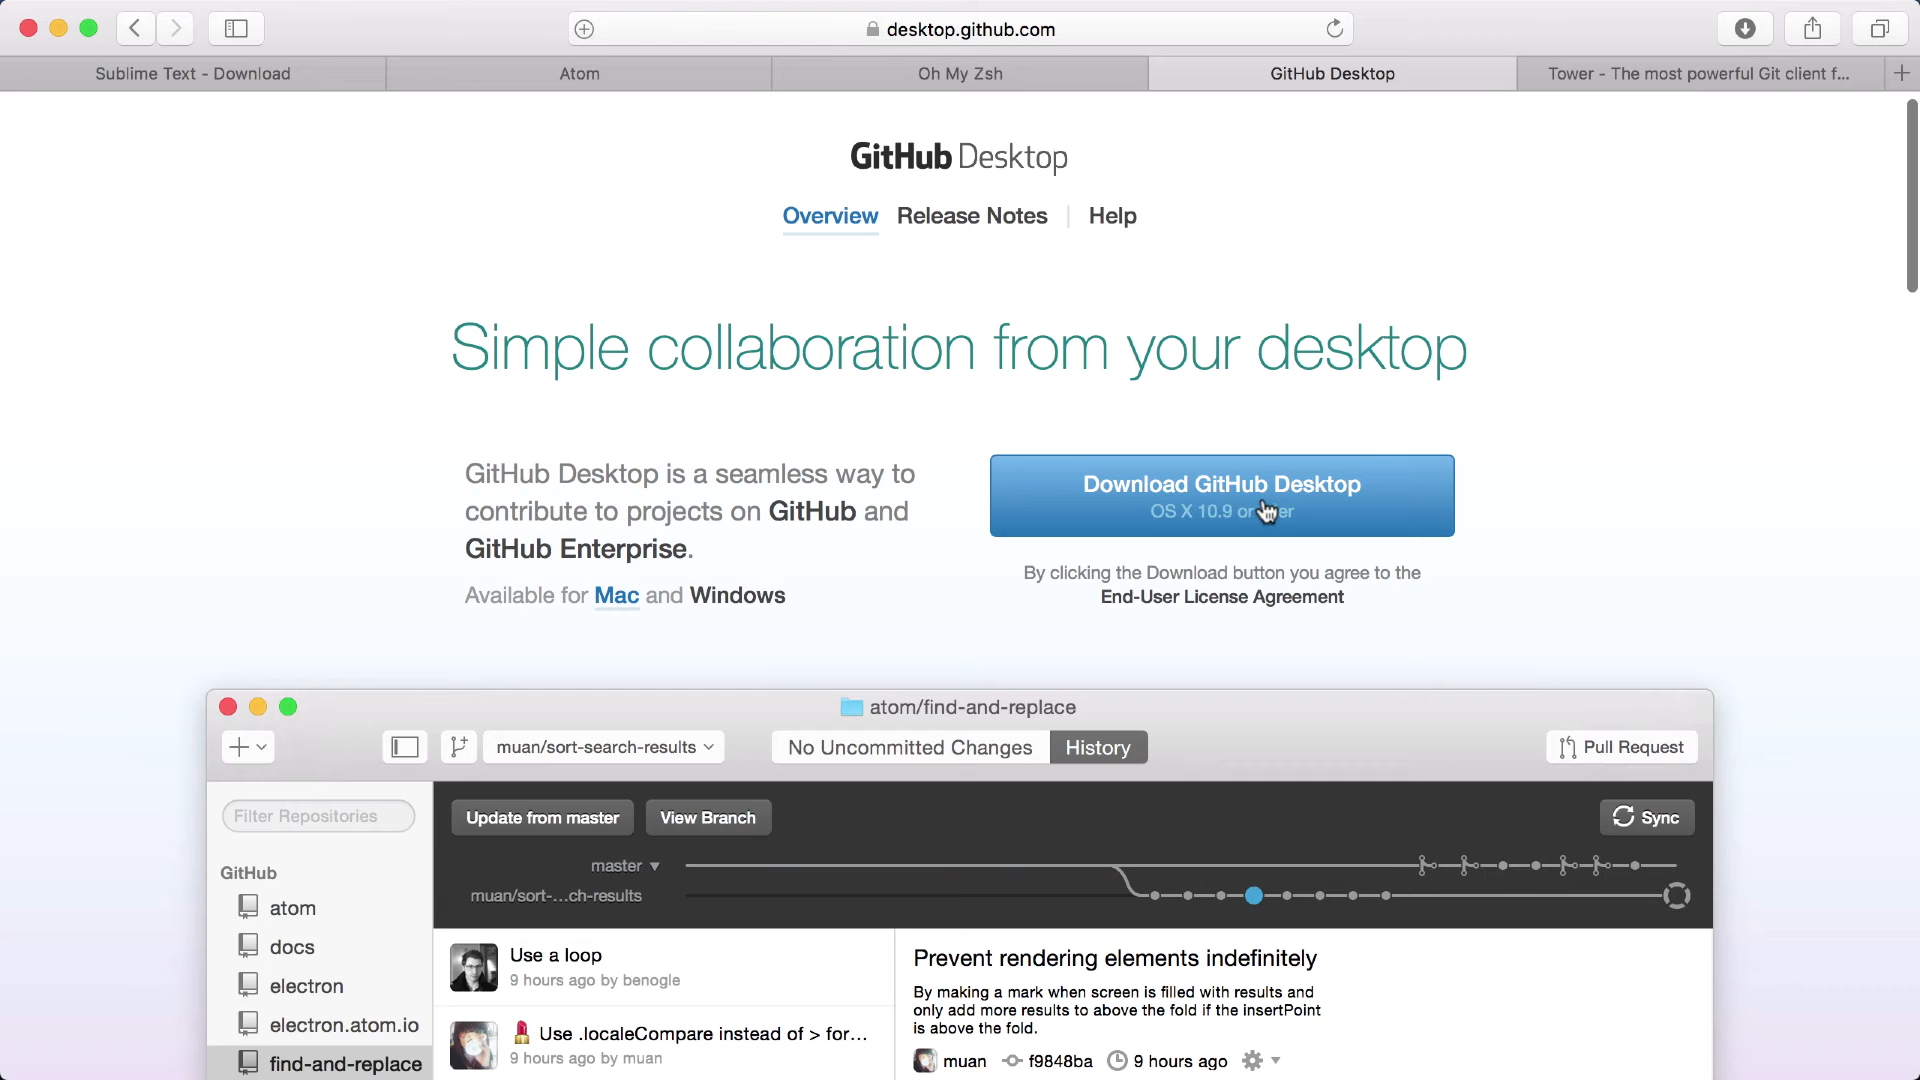 desktop.github.com
Sublime Text - Download
Atom
Oh My Zsh
GitHub Desktop
Tower - The most powerful Git client f...
GitHub Desktop
Overview
Release Notes
Help
Simple collaboration from your desktop
GitHub Desktop is a seamless way to
contribute to projects on GitHub and
GitHub Enterprise.
Available for Mac and Windows
Download GitHub Desktop
OS X 10.9 or
By clicking the Download button you agree to the
End-User License Agreement
atom/find-and-replace
muan/sort-search-results
No Uncommitted Changes
History
Pull Request
Filter Repositories
Update from master
View Branch
Sync
master
muan/sort-...ch-results
GitHub
atom
docs
electron
electron.atom.io
find-and-replace
Use a loop
9 hours ago by benogle
Use .localeCompare instead of > for...
9 hours ago by muan
Prevent rendering elements indefinitely
By making a mark when screen is filled with results and
only add more results to above the fold if the insertPoint
is above the fold.
muan
f9848ba
9 hours ago